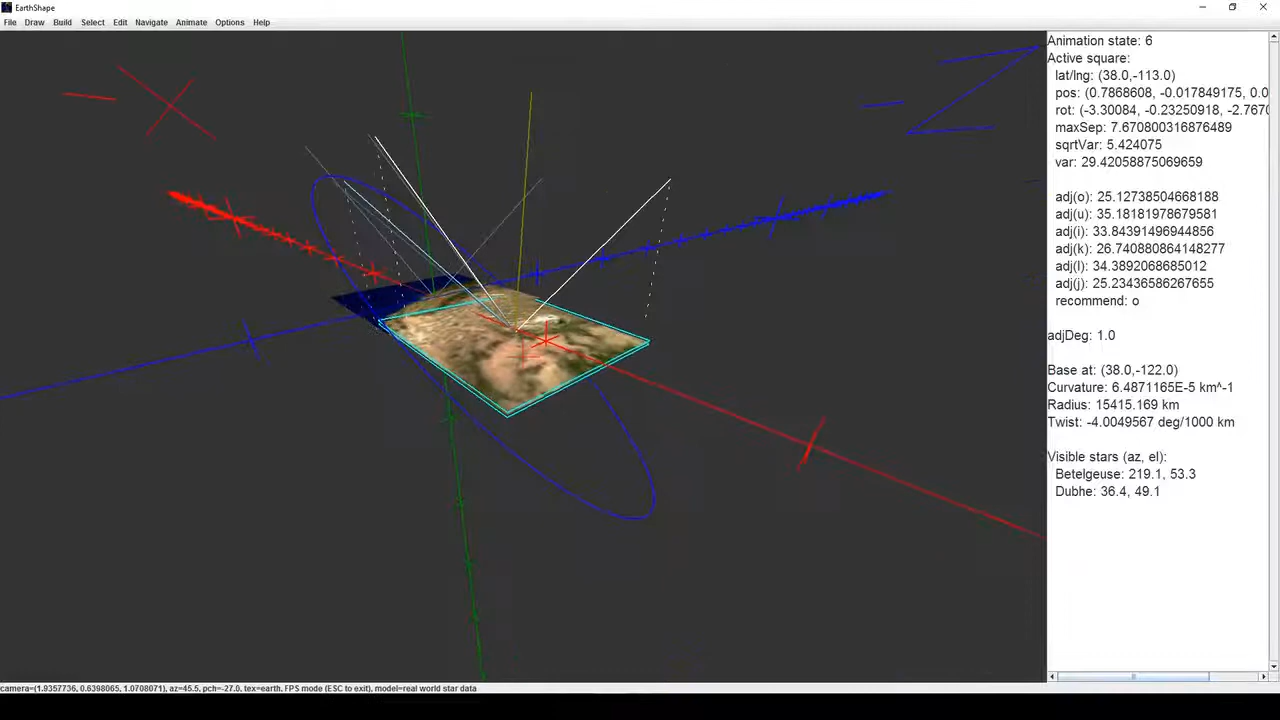 EarthShape
File Draw Build Select Edit Navigate Animate Options Help
Animation state: 6
Active square:
lat/lng: (38.0,-113.0)
pos: (0.7868608, -0.017849175, 0.0
rot: (-3.30084, -0.23250918, -2.7670
maxSep: 7.670800316876489
sqrtVar: 5.424075
var: 29.42058875069659
adj(o): 25.12738504668188
adj(u): 35.18181978679581
adj(i): 33.84391496944856
adj(k): 26.740880864148277
adj(l): 34.3892068685012
adj(j): 25.23436586267655
recommend: o
adjDeg: 1.0
Base at: (38.0,-122.0)
Curvature: 6.4871165E-5 km^-1
Radius: 15415.169 km
Twist: -4.0049567 deg/1000 km
Visible stars (az, el):
Betelgeuse: 219.1, 53.3
Dubhe: 36.4, 49.1
camera=(1.9357736, 0.6398065, 1.0708071), az=45.5, pch=-27.0, tex=earth, FPS mode (ESC to exit), model=real world star data